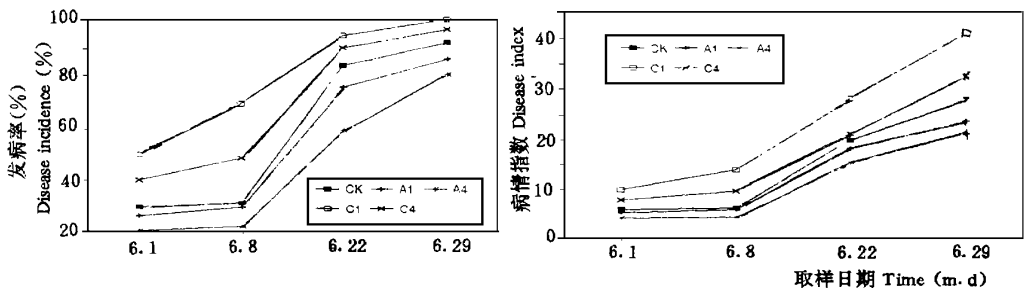 发病率(%)
Disease incidence(%)
100
80
60
40
20
6.1 6.8 6.22 6.29
CK A1 A4
C1 C4
病情指数 Disease index
40
30
20
10
0
CK A1 A4
C1 C4
6.1 6.8 6.22 6.29
取样日期 Time (m.d)